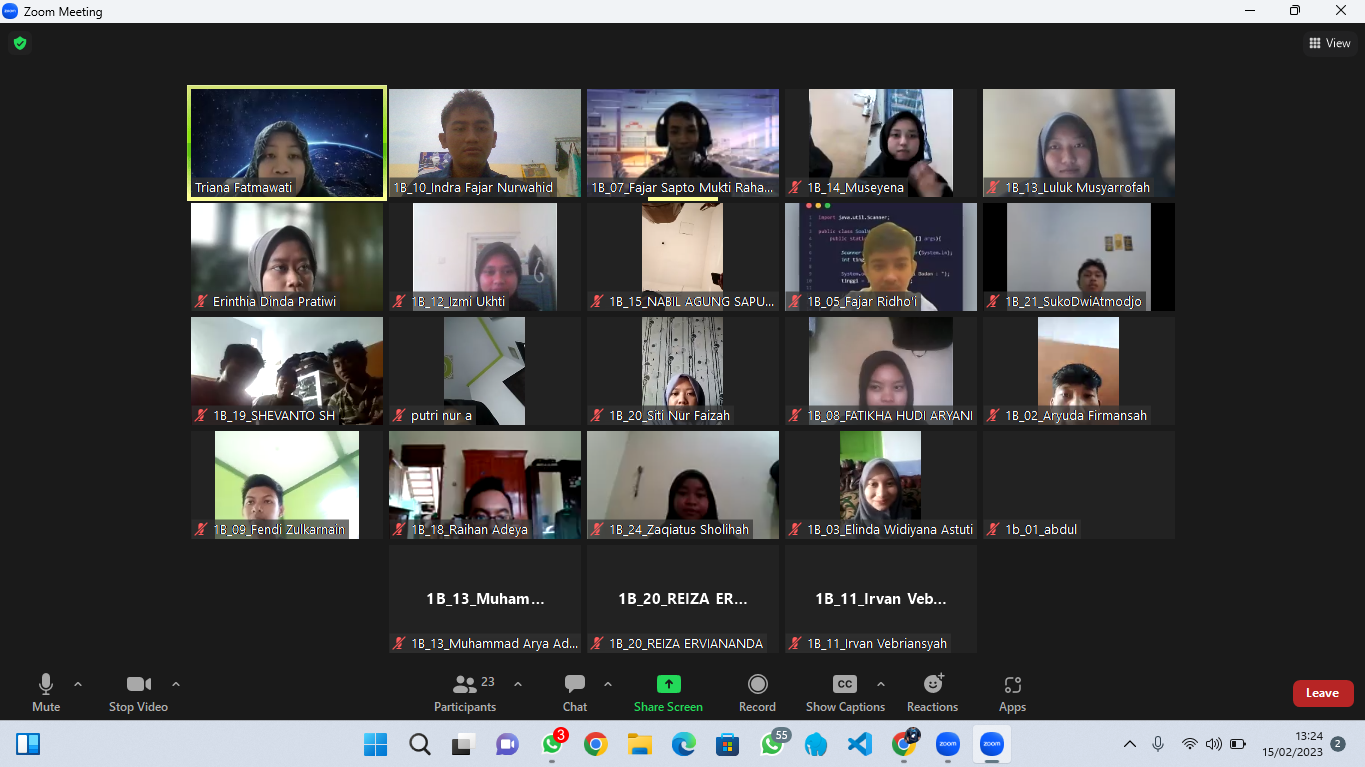 Zoom Meeting
View
Triana Fatmawati
1B_10_Indra Fajar Nurwahid
1B_07_Fajar Sapto Mukti Raha...
1B_14_Museyena
1B_13_Luluk Musyarrofah
import java.util.Scanner;
Erinthia Dinda Pratiwi
1B_12_Izmi Ukhti
1B_15_NABIL AGUNG SAPU...
1B_05_Fajar Ridho'i
1B_21_SukoDwiAtmodjo
1B_19_SHEVANTO SH
putri nur a
1B_20_Siti Nur Faizah
1B_08_FATIKHA HUDI ARYANI
1B_02_Aryuda Firmansah
1B_09_Fendi Zulkarnain
1B_18_Raihan Adeya
1B_24_Zaqiatus Sholihah
1B_03_Elinda Widiyana Astuti
1b_01_abdul
1B_13_Muham...
1B_20_REIZA ER...
1B_11_Irvan Veb...
1B_13_Muhammad Arya Ad...
1B_20_REIZA ERVIANANDA
1B_11_Irvan Vebriansyah
23
CC
Mute
Stop Video
Participants
Chat
Share Screen
Record
Show Captions
Reactions
Apps
Leave
3
55
zoom
zoom
13:24
15/02/2023
2